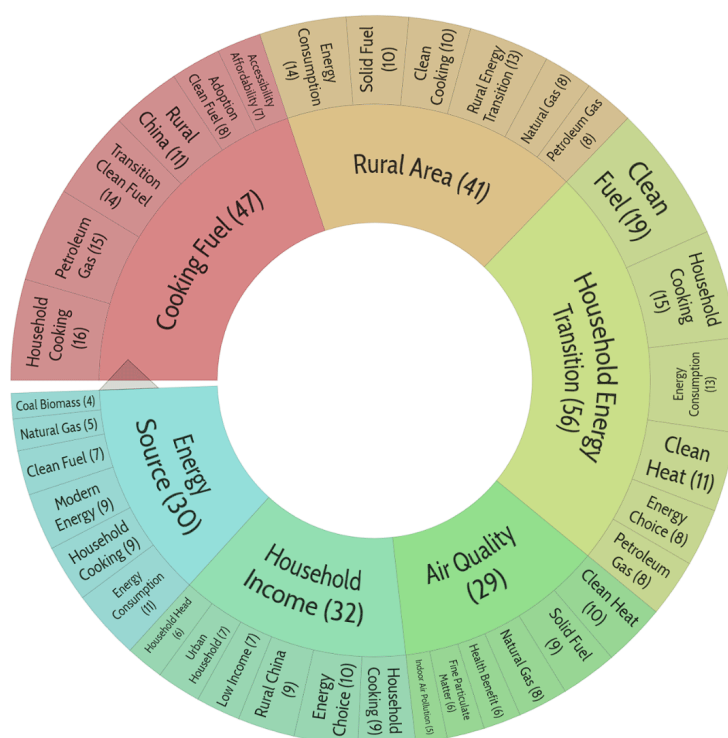 Cooking Fuel (47)
Household
Cooking
(16)
Petroleum
Gas (15)
Transition
Clean Fuel
(14)
Rural
China (11)
Adoption
Clean Fuel (8)
Accessibility
Affordability (7)
Rural Area (41)
Energy
Consumption
(14)
Solid Fuel
(10)
Clean
Cooking (10)
Rural Energy
Transition (13)
Natural Gas (8)
Petroleum Gas
(8)
Household Energy
Transition (56)
Clean
Fuel (19)
Household
Cooking
(15)
Energy
Consumption
(13)
Clean
Heat (11)
Energy
Choice (8)
Petroleum
Gas (8)
Air Quality
(29)
Clean Heat
(10)
Solid Fuel
(9)
Natural Gas (8)
Health Benefit (6)
Fine Particulate
Matter (6)
Indoor Air Pollution (5)
Household
Income (32)
Household
Cooking (9)
Energy
Choice (10)
Rural China
(9)
Low Income (7)
Urban
Household (7)
Household Head
(6)
Energy
Source (30)
Energy
Consumption
(11)
Household
Cooking (9)
Modern
Energy (9)
Clean Fuel (7)
Natural Gas (5)
Coal Biomass (4)